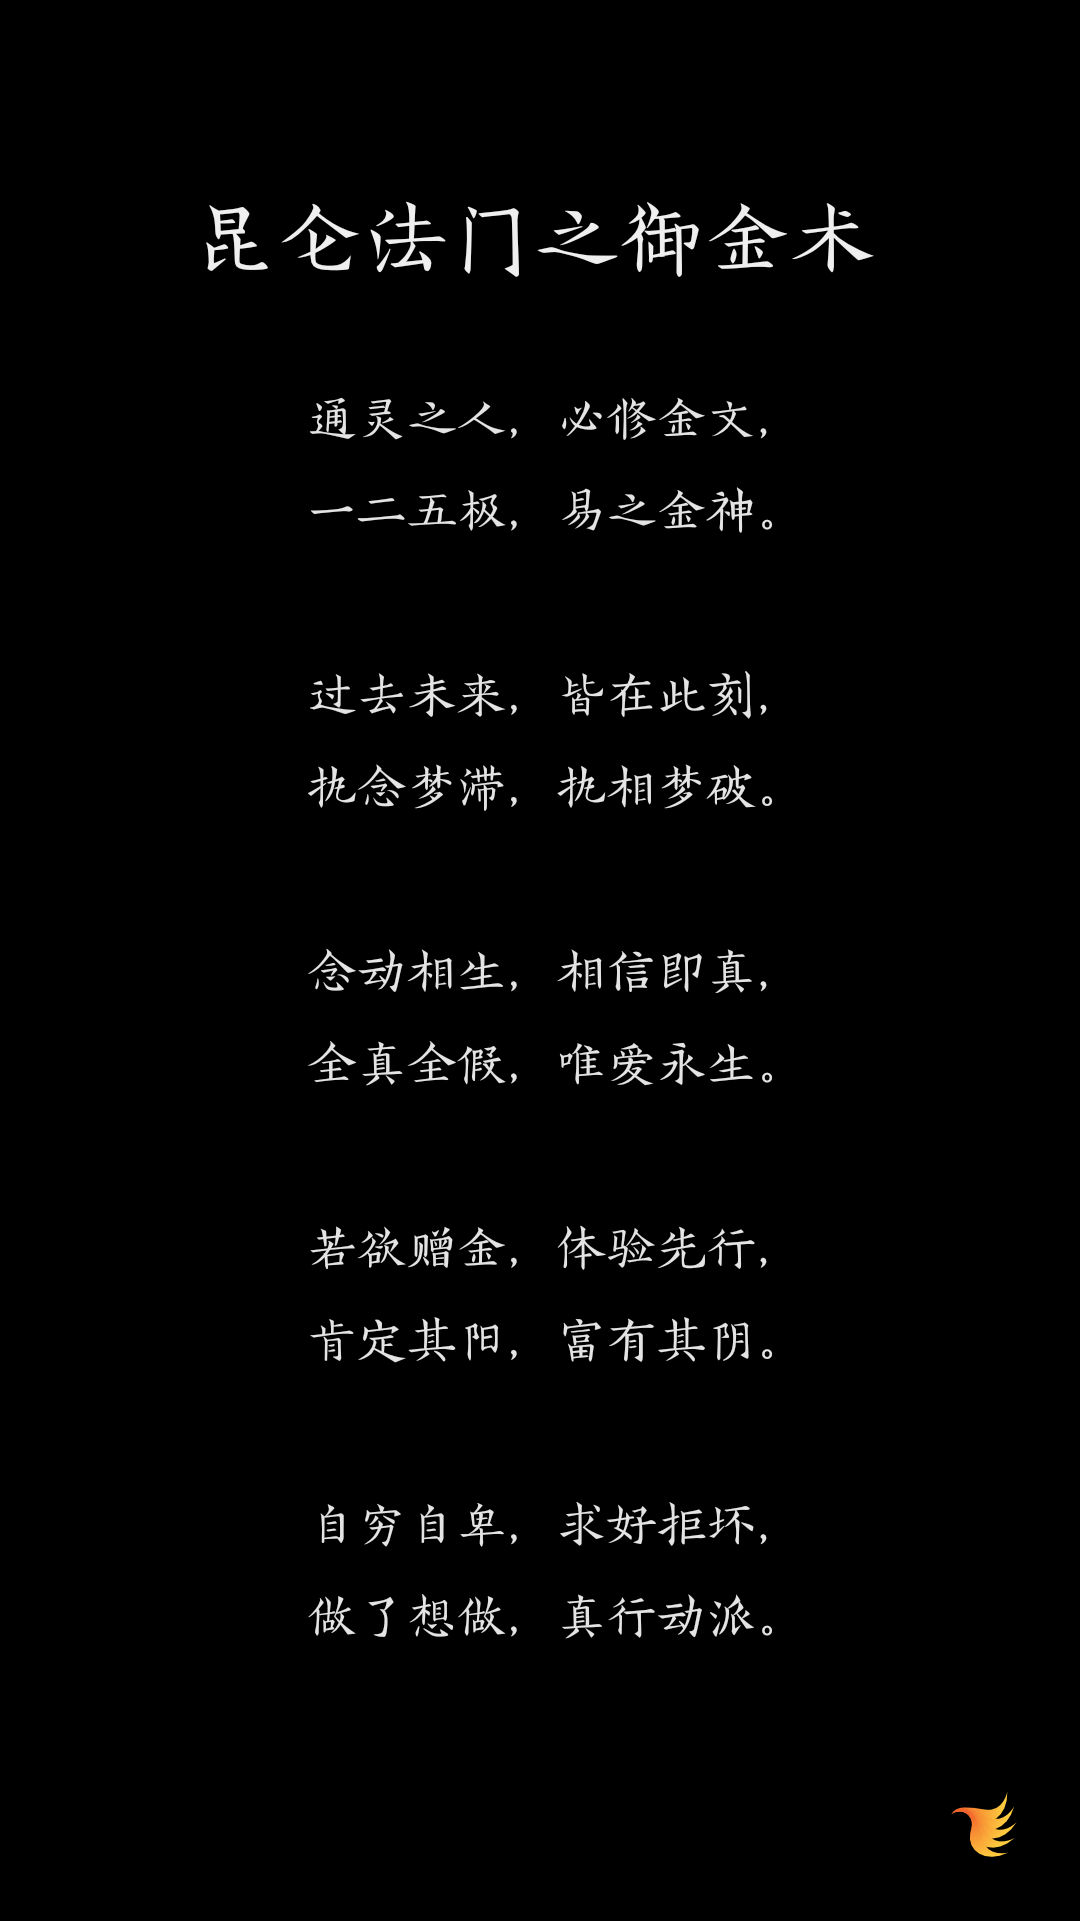 昆仑法门之御金术
通灵之人，必修金文，
一二五极，易之金神。
过去未来，皆在此刻，
执念梦滞，执相梦破。
念动相生，相信即真，
全真全假，唯爱永生。
若欲赠金，体验先行，
肯定其阳，富有其阴。
自穷自卑，求好拒坏，
做了想做，真行动派。